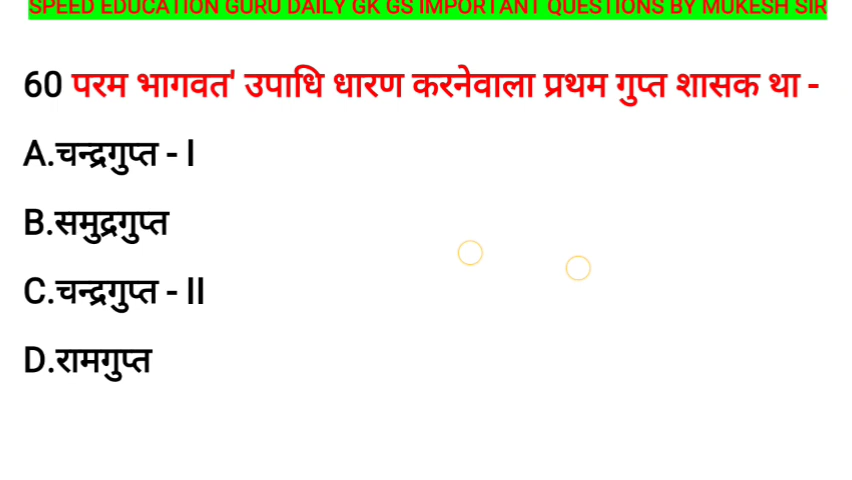 SPEED EDUCATION GURU DAILY GK GS IMPORTANT QUESTIONS BY MUKESH SIR
60 परम भागवत' उपाधि धारण करनेवाला प्रथम गुप्त शासक था -
A.चन्द्रगुप्त - I
B.समुद्रगुप्त
C.चन्द्रगुप्त - II
D.रामगुप्त